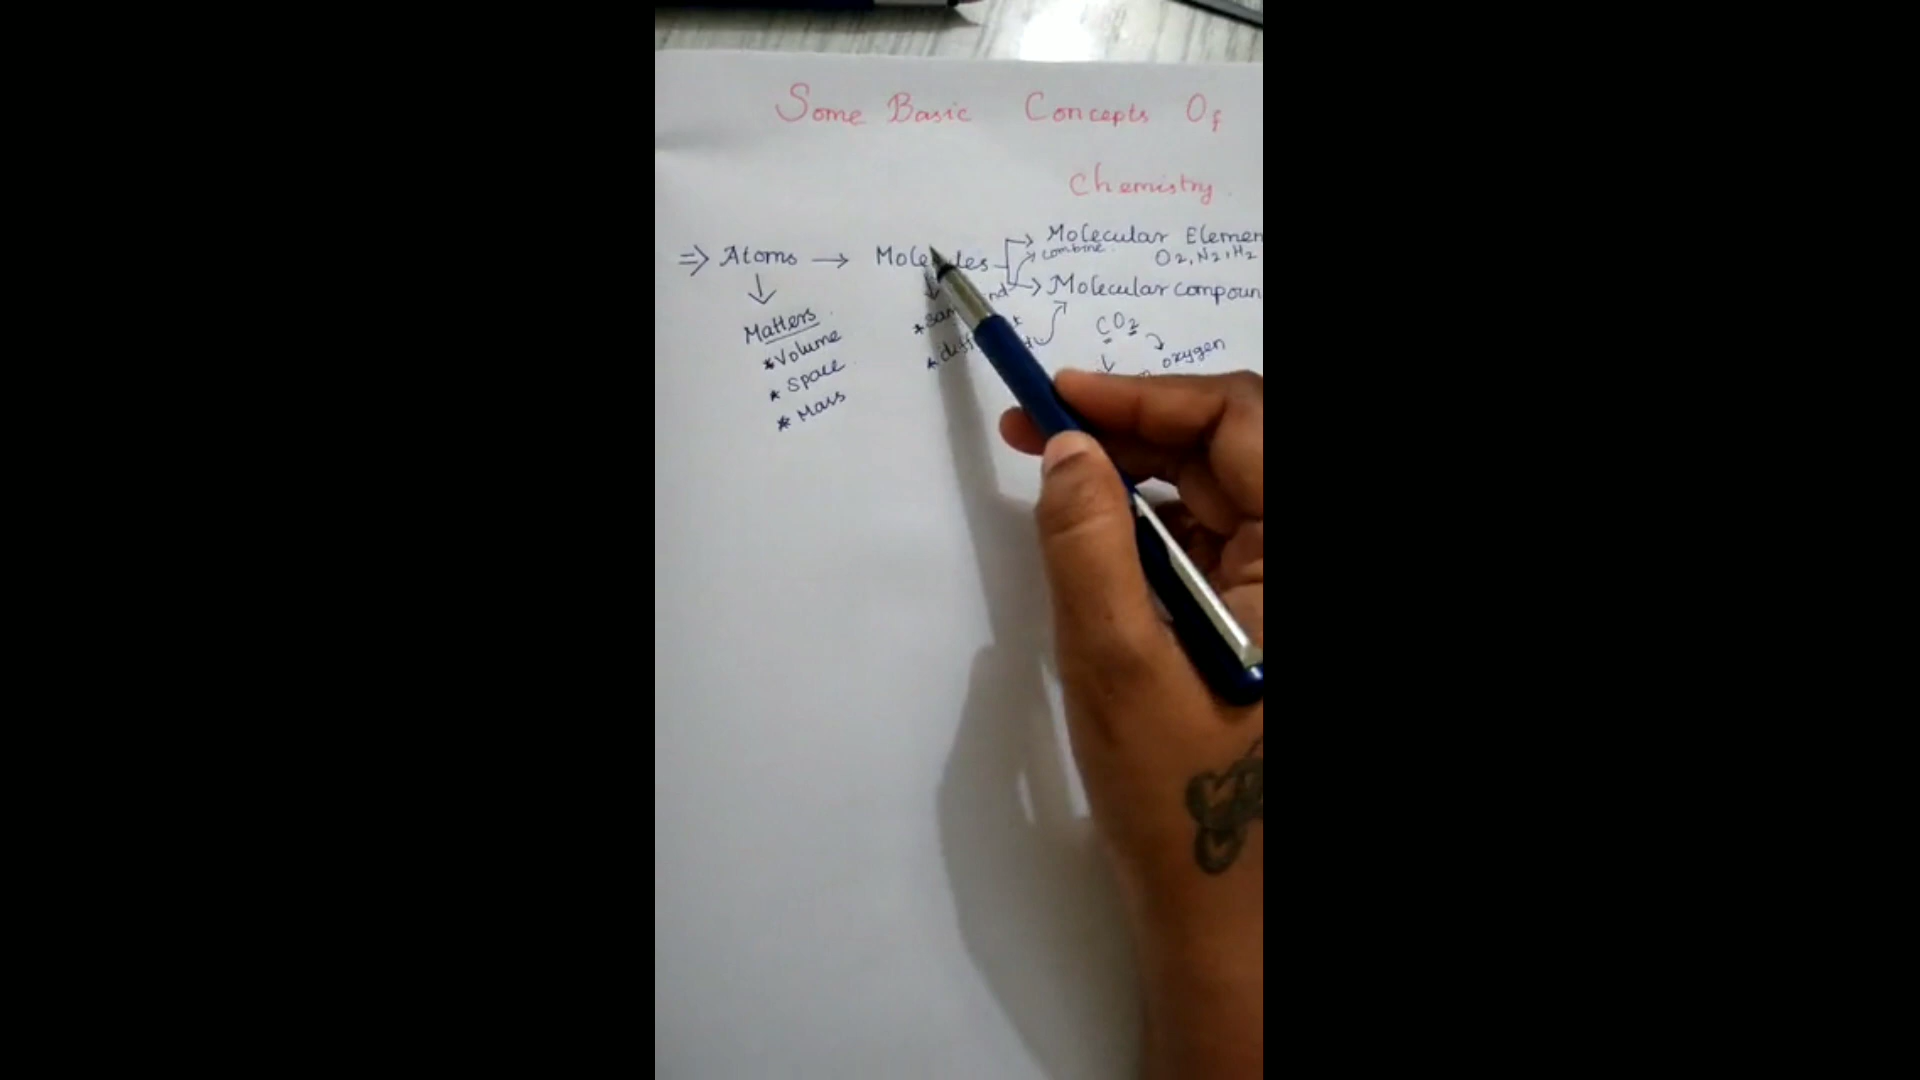 Some Basic Concepts Of
Chemistry.
⇒ Atoms → Molecules
Molecular Elemen
combine.
O2, N2, H2
Molecular compoun
CO2
oxygen
Matters.
*Volume
* Space.
* Mass